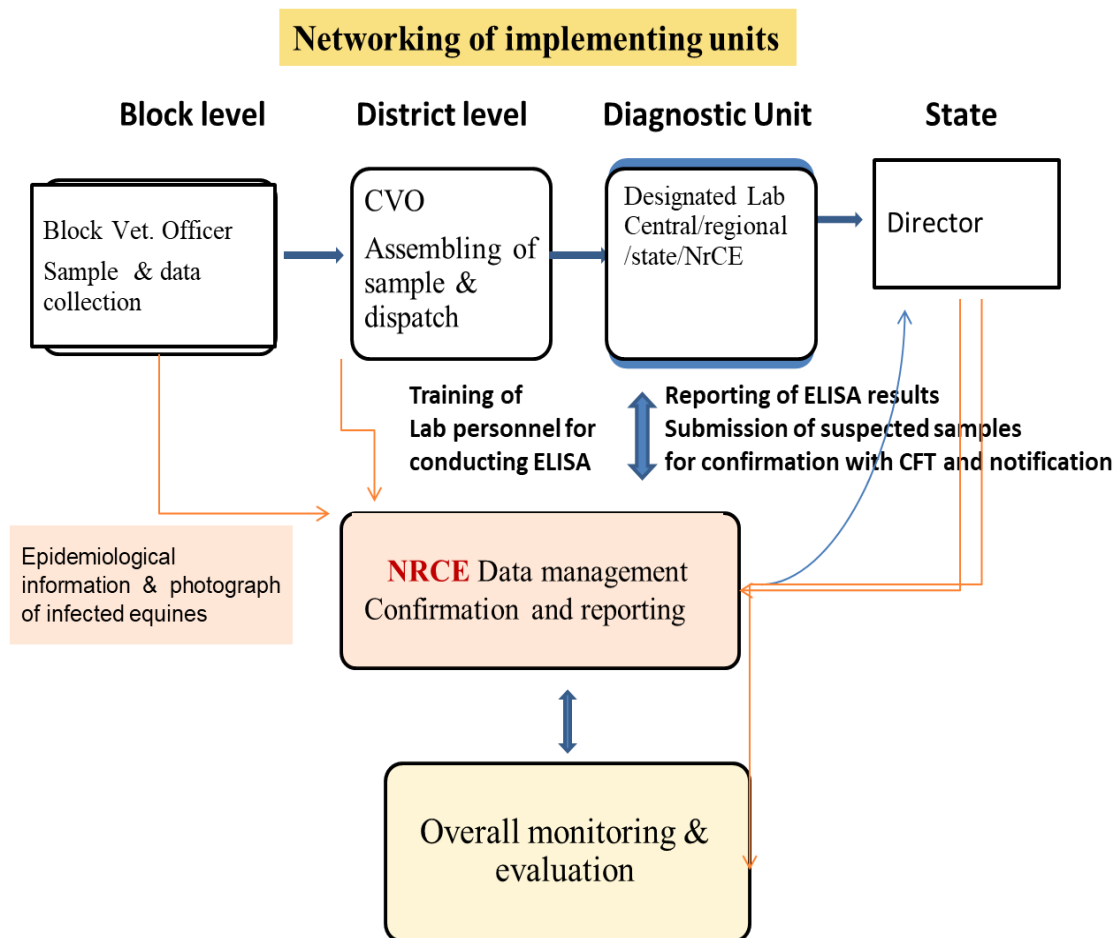 Networking of implementing units
Block level
District level
Diagnostic Unit
State
Block Vet. Officer
Sample & data
collection
CVO
Assembling of
sample &
dispatch
Designated Lab
Central/regional
/state/NrCE
Director
Training of
Lab personnel for
conducting ELISA
Reporting of ELISA results
Submission of suspected samples
for confirmation with CFT and notification
Epidemiological
information & photograph
of infected equines
NRCE Data management
Confirmation and reporting
Overall monitoring &
evaluation